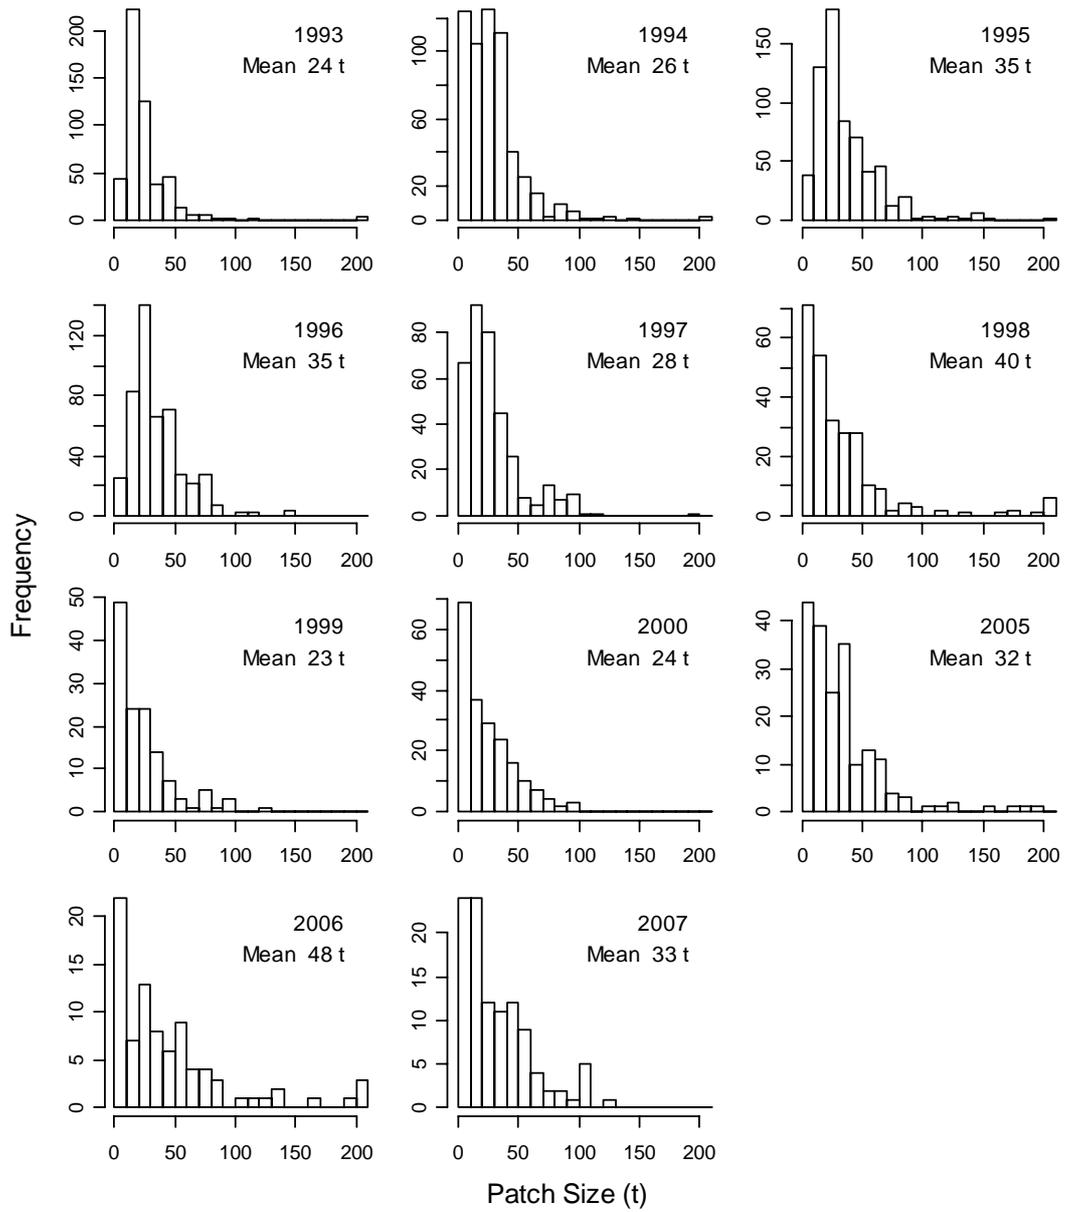 1993
Mean 24 t
0 50 100 150 200
0 50 100 150 200
1994
Mean 26 t
0 20 60 100
0 50 100 150 200
1995
Mean 35 t
0 50 100 150
0 50 100 150 200
1996
Mean 35 t
0 40 80 120
0 50 100 150 200
1997
Mean 28 t
0 20 40 60 80
0 50 100 150 200
1998
Mean 40 t
0 20 40 60
0 50 100 150 200
1999
Mean 23 t
0 10 20 30 40 50
0 50 100 150 200
2000
Mean 24 t
0 20 40 60
0 50 100 150 200
2005
Mean 32 t
0 10 20 30 40
0 50 100 150 200
2006
Mean 48 t
0 5 10 15 20
0 50 100 150 200
2007
Mean 33 t
0 5 10 15 20
0 50 100 150 200
Frequency
Patch Size (t)